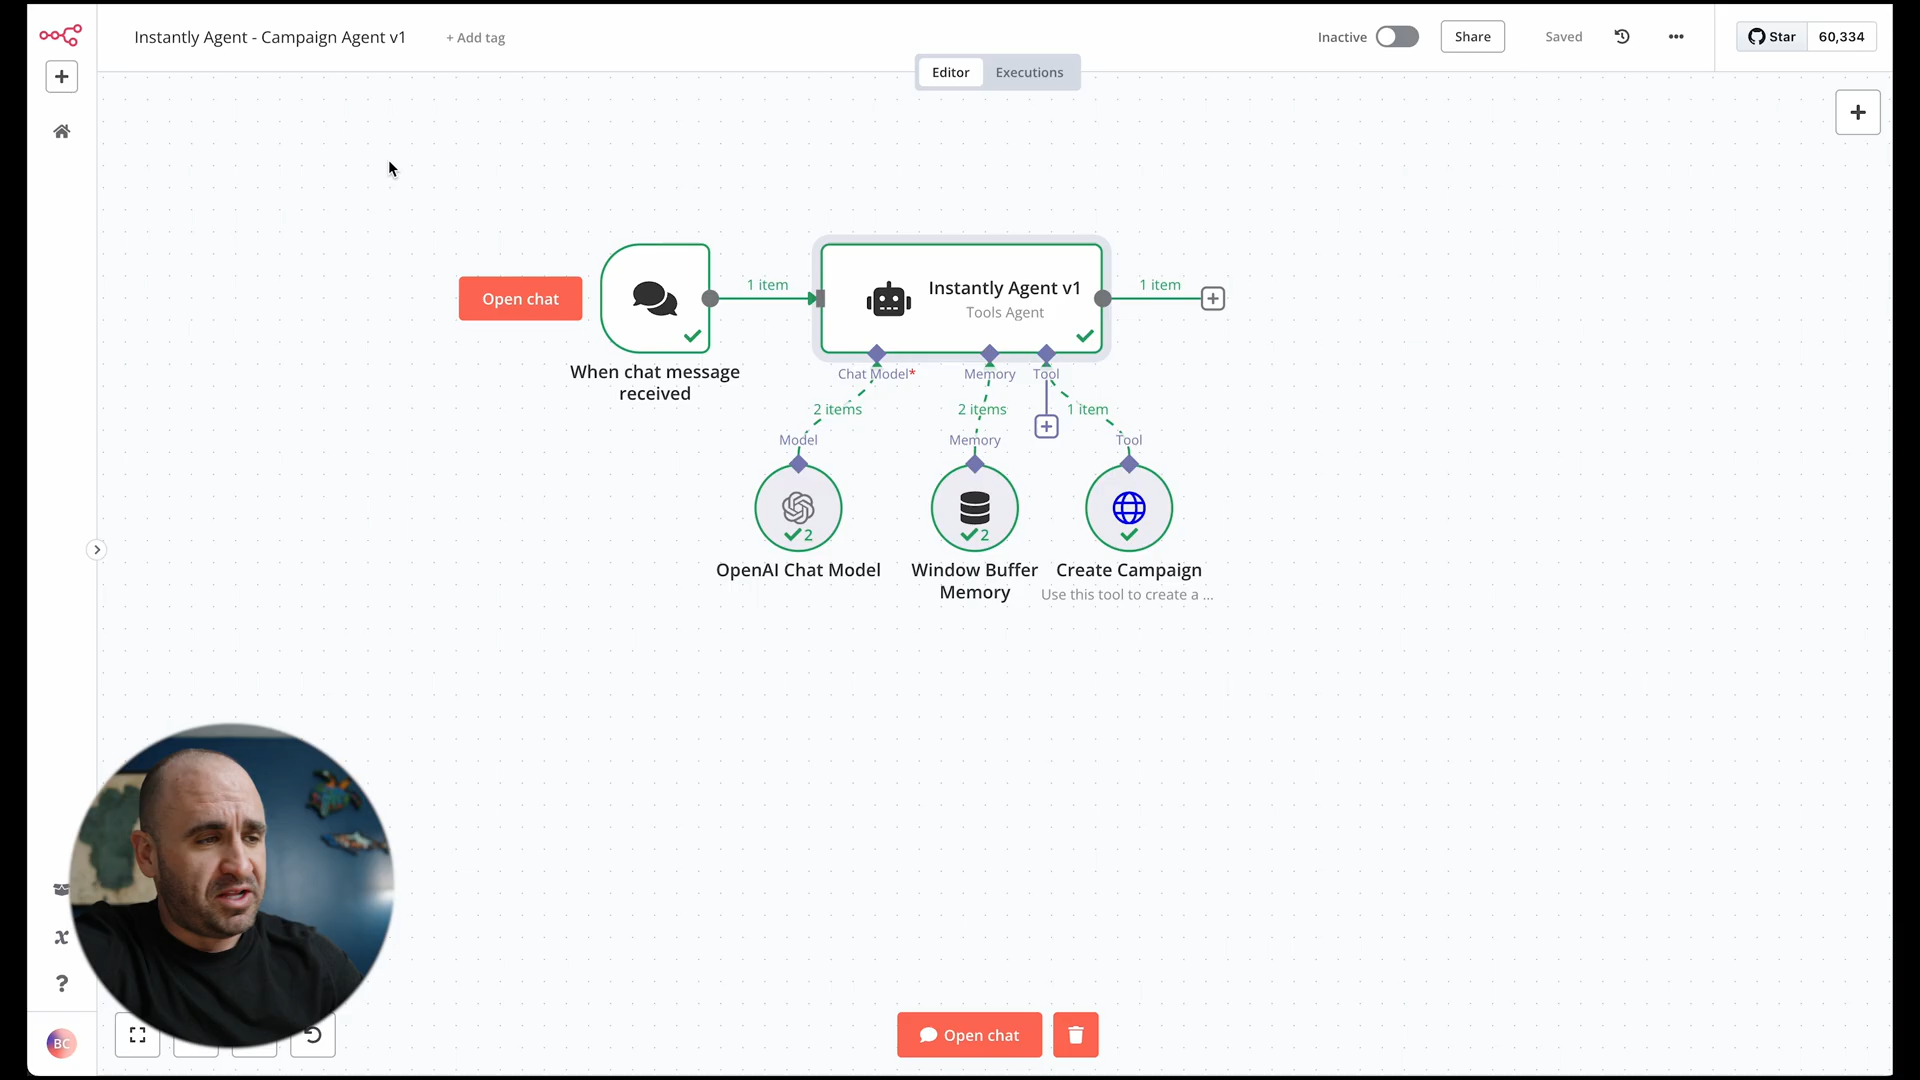 Instantly Agent - Campaign Agent v1
+ Add tag
Inactive
Share
Saved
Star
60,334
Editor
Executions
Open chat
1 item
Instantly Agent v1
Tools Agent
1 item
When chat message
received
Chat Model*
Memory
Tool
2 items
2 items
1 item
Model
Memory
Tool
2
2
OpenAI Chat Model
Window Buffer
Memory
Create Campaign
Use this tool to create a ...
BC
Open chat